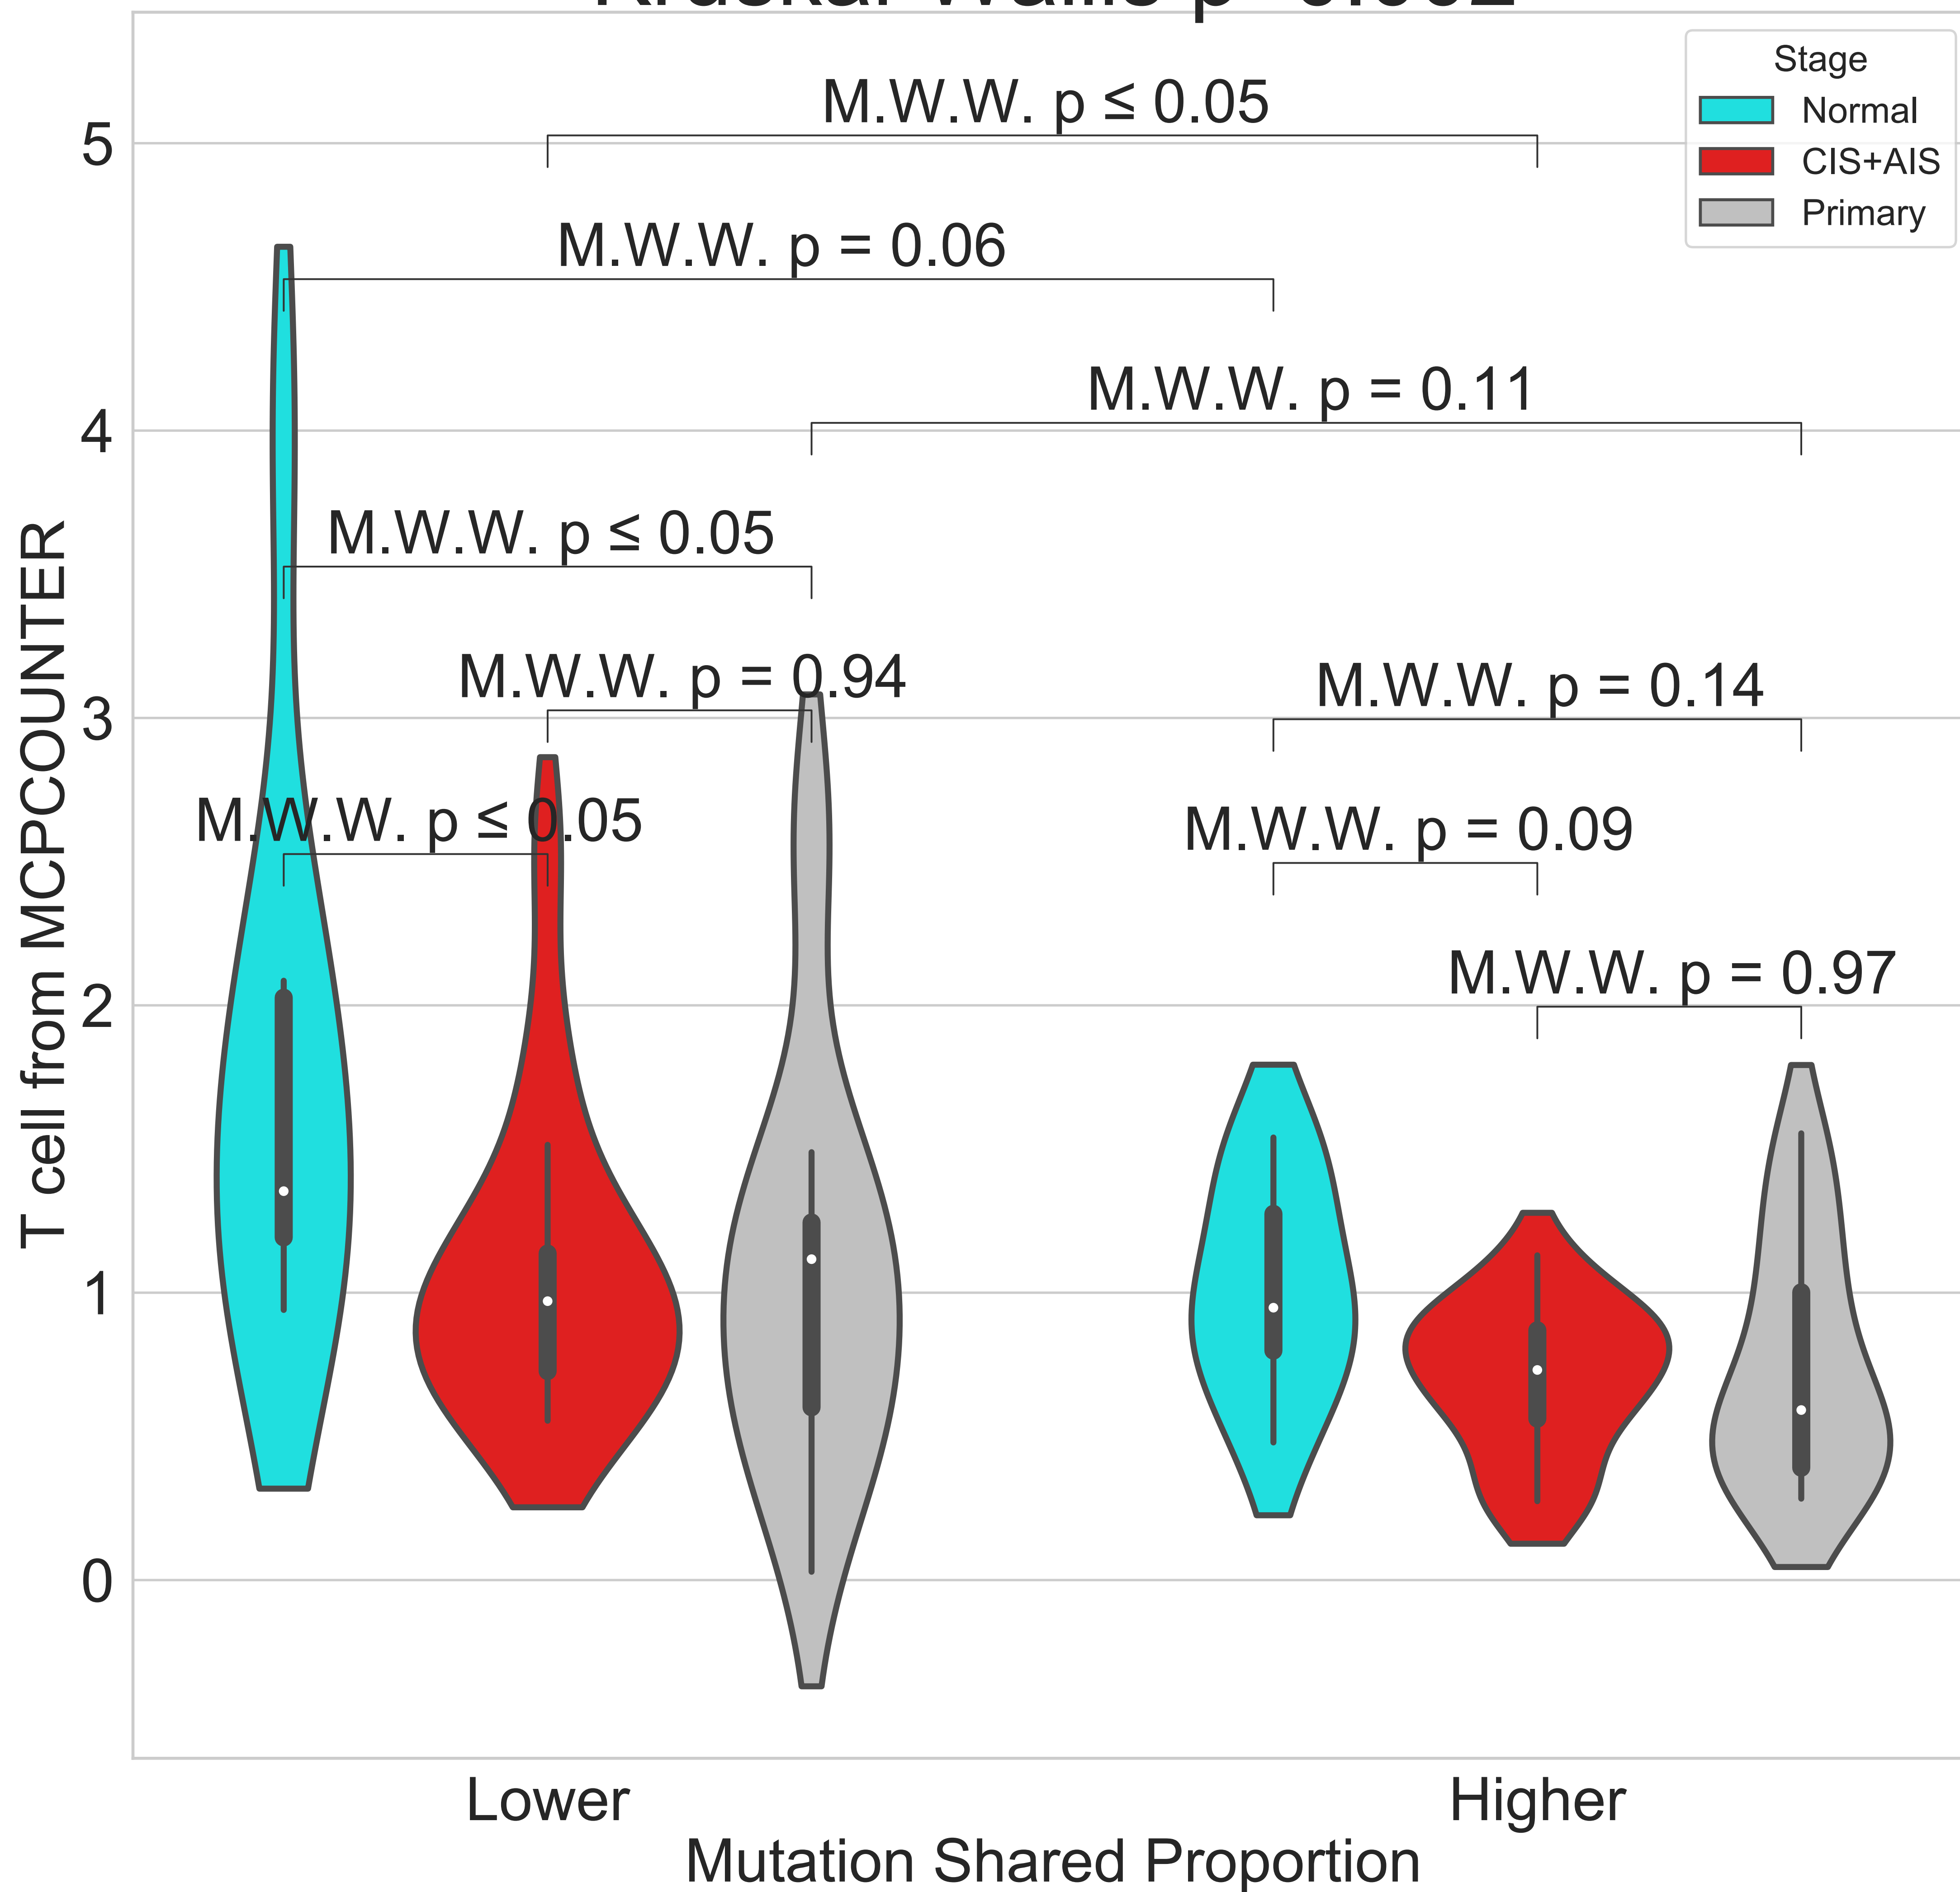 Stage
Normal
CIS+AIS
Primary
M.W.W. p ≤ 0.05
M.W.W. p = 0.06
M.W.W. p = 0.11
M.W.W. p ≤ 0.05
M.W.W. p = 0.94
M.W.W. p = 0.14
M.W.W. p ≤ 0.05
M.W.W. p = 0.09
M.W.W. p = 0.97
5
4
3
2
1
0
T cell from MCPCOUNTER
Lower
Higher
Mutation Shared Proportion